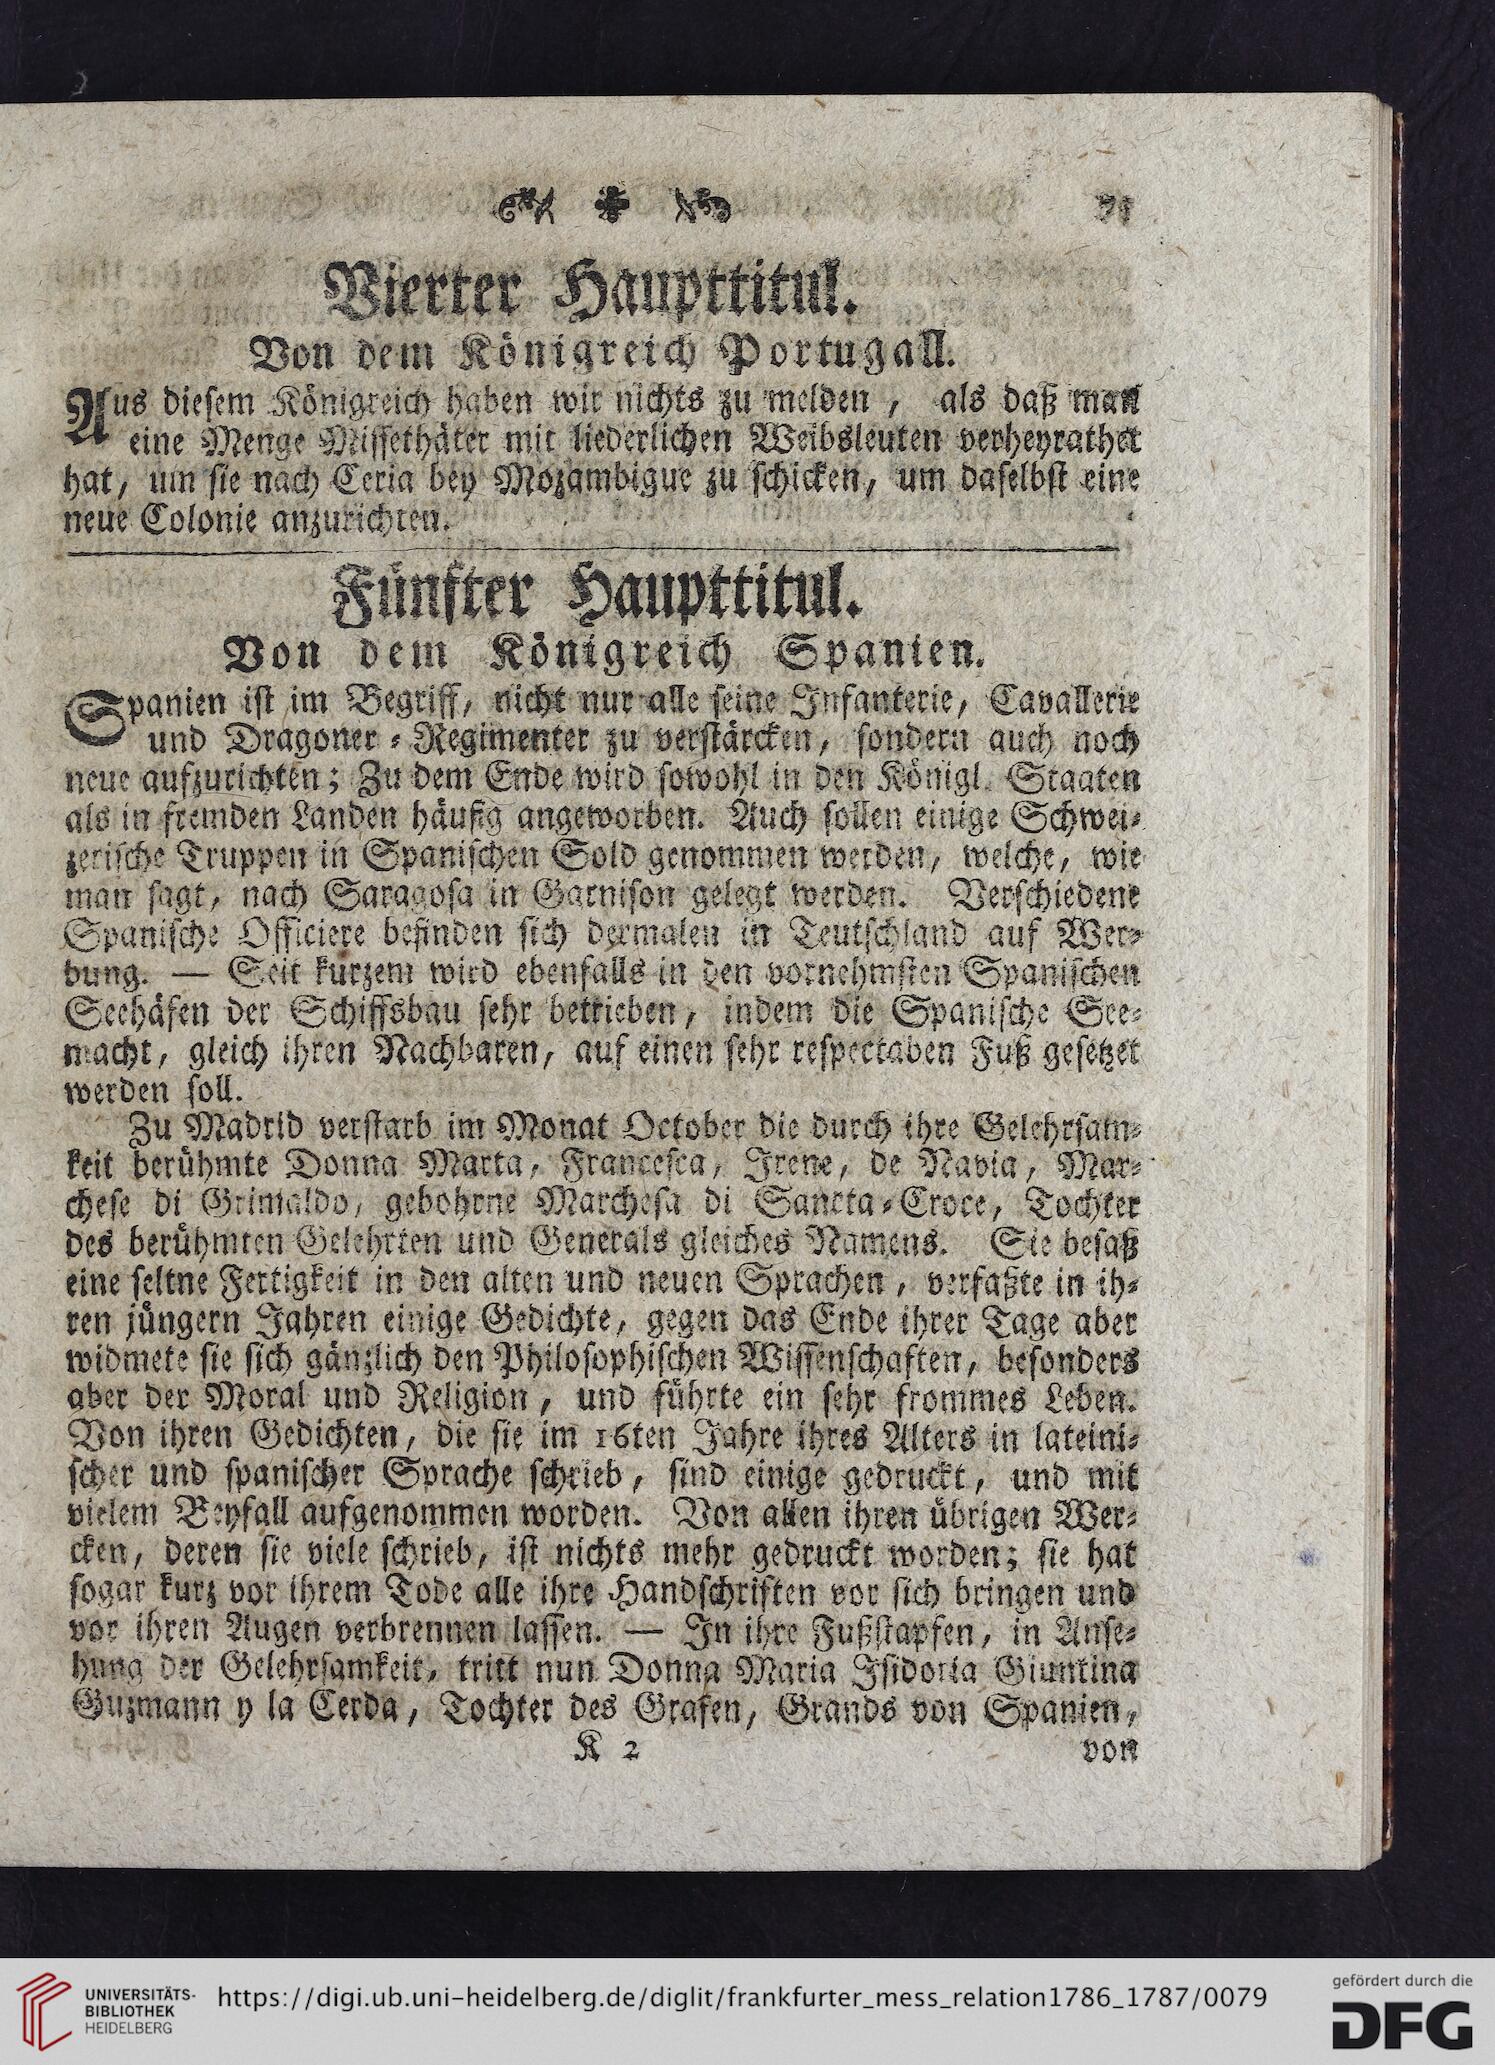 75
Vierter Haupttitul.
Von dem Königreich Portugall.
Aus diesem Königreich haben wir nichts zu melden, als daß man
eine Menge Missethäter mit liederlichen Weibsleuten verheyrathet
hat, um sie nach Ceria bey Mozambigue zu schicken, um daselbst eine
neue Colonie anzurichten.
Fünfter Haupttitul.
Von dem Königreich Spanien.
Spanien ist im Begriff, nicht nur alle seine Infanterie, Cavallerie
und Dragoner-Regimenter zu verstärcken, sondern auch noch
neue aufzurichten; Zu dem Ende wird sowohl in den Königl. Staaten
als in fremden Landen häufig angeworben. Auch sollen einige Schwei-
zerische Truppen in Spanischen Sold genommen werden, welche, wie
man sagt, nach Saragosa in Garnison gelegt werden. Verschiedene
Spanische Officiere befinden sich dermalen in Teutschland auf Wer-
bung. — Seit kurzem wird ebenfalls in den vornehmsten Spanischen
Seehäfen der Schiffsbau sehr betrieben, indem die Spanische See-
macht, gleich ihren Nachbaren, auf einen sehr respectaben Fuß gesetzet
werden soll.
Zu Madrid verstarb im Monat October die durch ihre Gelehrsam-
keit berühmte Donna Marta, Francesca, Irene, de Navia, Mar-
chese di Grimaldo, gebohrne Marchesa di Sancta-Croce, Tochter
des berühmten Gelehrten und Generals gleiches Namens. Sie besaß
eine seltne Fertigkeit in den alten und neuen Sprachen, verfaßte in ih-
ren jüngern Jahren einige Gedichte, gegen das Ende ihrer Tage aber
widmete sie sich gänzlich den Philosophischen Wissenschaften, besonders
aber der Moral und Religion, und führte ein sehr frommes Leben.
Von ihren Gedichten, die sie im 16ten Jahre ihres Alters in lateini-
scher und spanischer Sprache schrieb, sind einige gedruckt, und mit
vielem Beyfall aufgenommen worden. Von allen ihren übrigen Wer-
cken, deren sie viele schrieb, ist nichts mehr gedruckt worden; sie hat
sogar kurz vor ihrem Tode alle ihre Handschriften vor sich bringen und
vor ihren Augen verbrennen lassen. — In ihre Fußstapfen, in Anse-
hung der Gelehrsamkeit, tritt nun Donna Maria Isidoria Giuntina
Guzmann y la Cerda, Tochter des Grafen, Grands von Spanien,
K 2 von
UNIVERSITÄTS-
BIBLIOTHEK
HEIDELBERG
https://digi.ub.uni-heidelberg.de/diglit/frankfurter_mess_relation1786_1787/0079
gefördert durch die
DFG